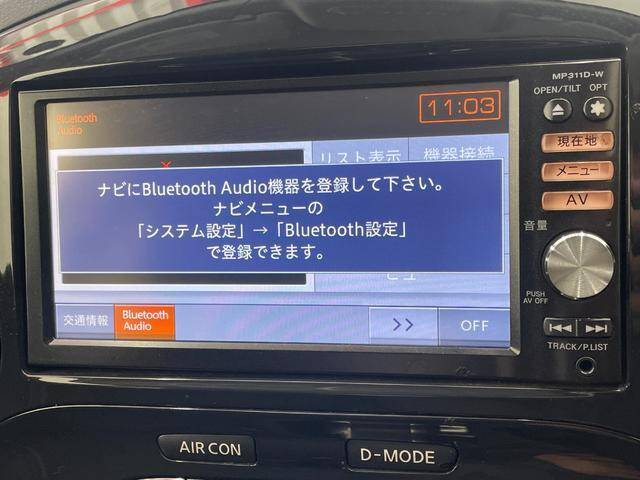 MP311D-W
OPEN/TILT OPT
Bluetooth
Audio
11:03
現在地
リスト表示 機器接続
メニュー
ナビにBluetooth Audio機器を登録して下さい。
ナビメニューの
「システム設定」→「Bluetooth設定」
で登録できます。
AV
音量
PUSH
AV OFF
交通情報
Bluetooth
Audio
>>
OFF
TRACK/P.LIST
AIR CON
D-MODE